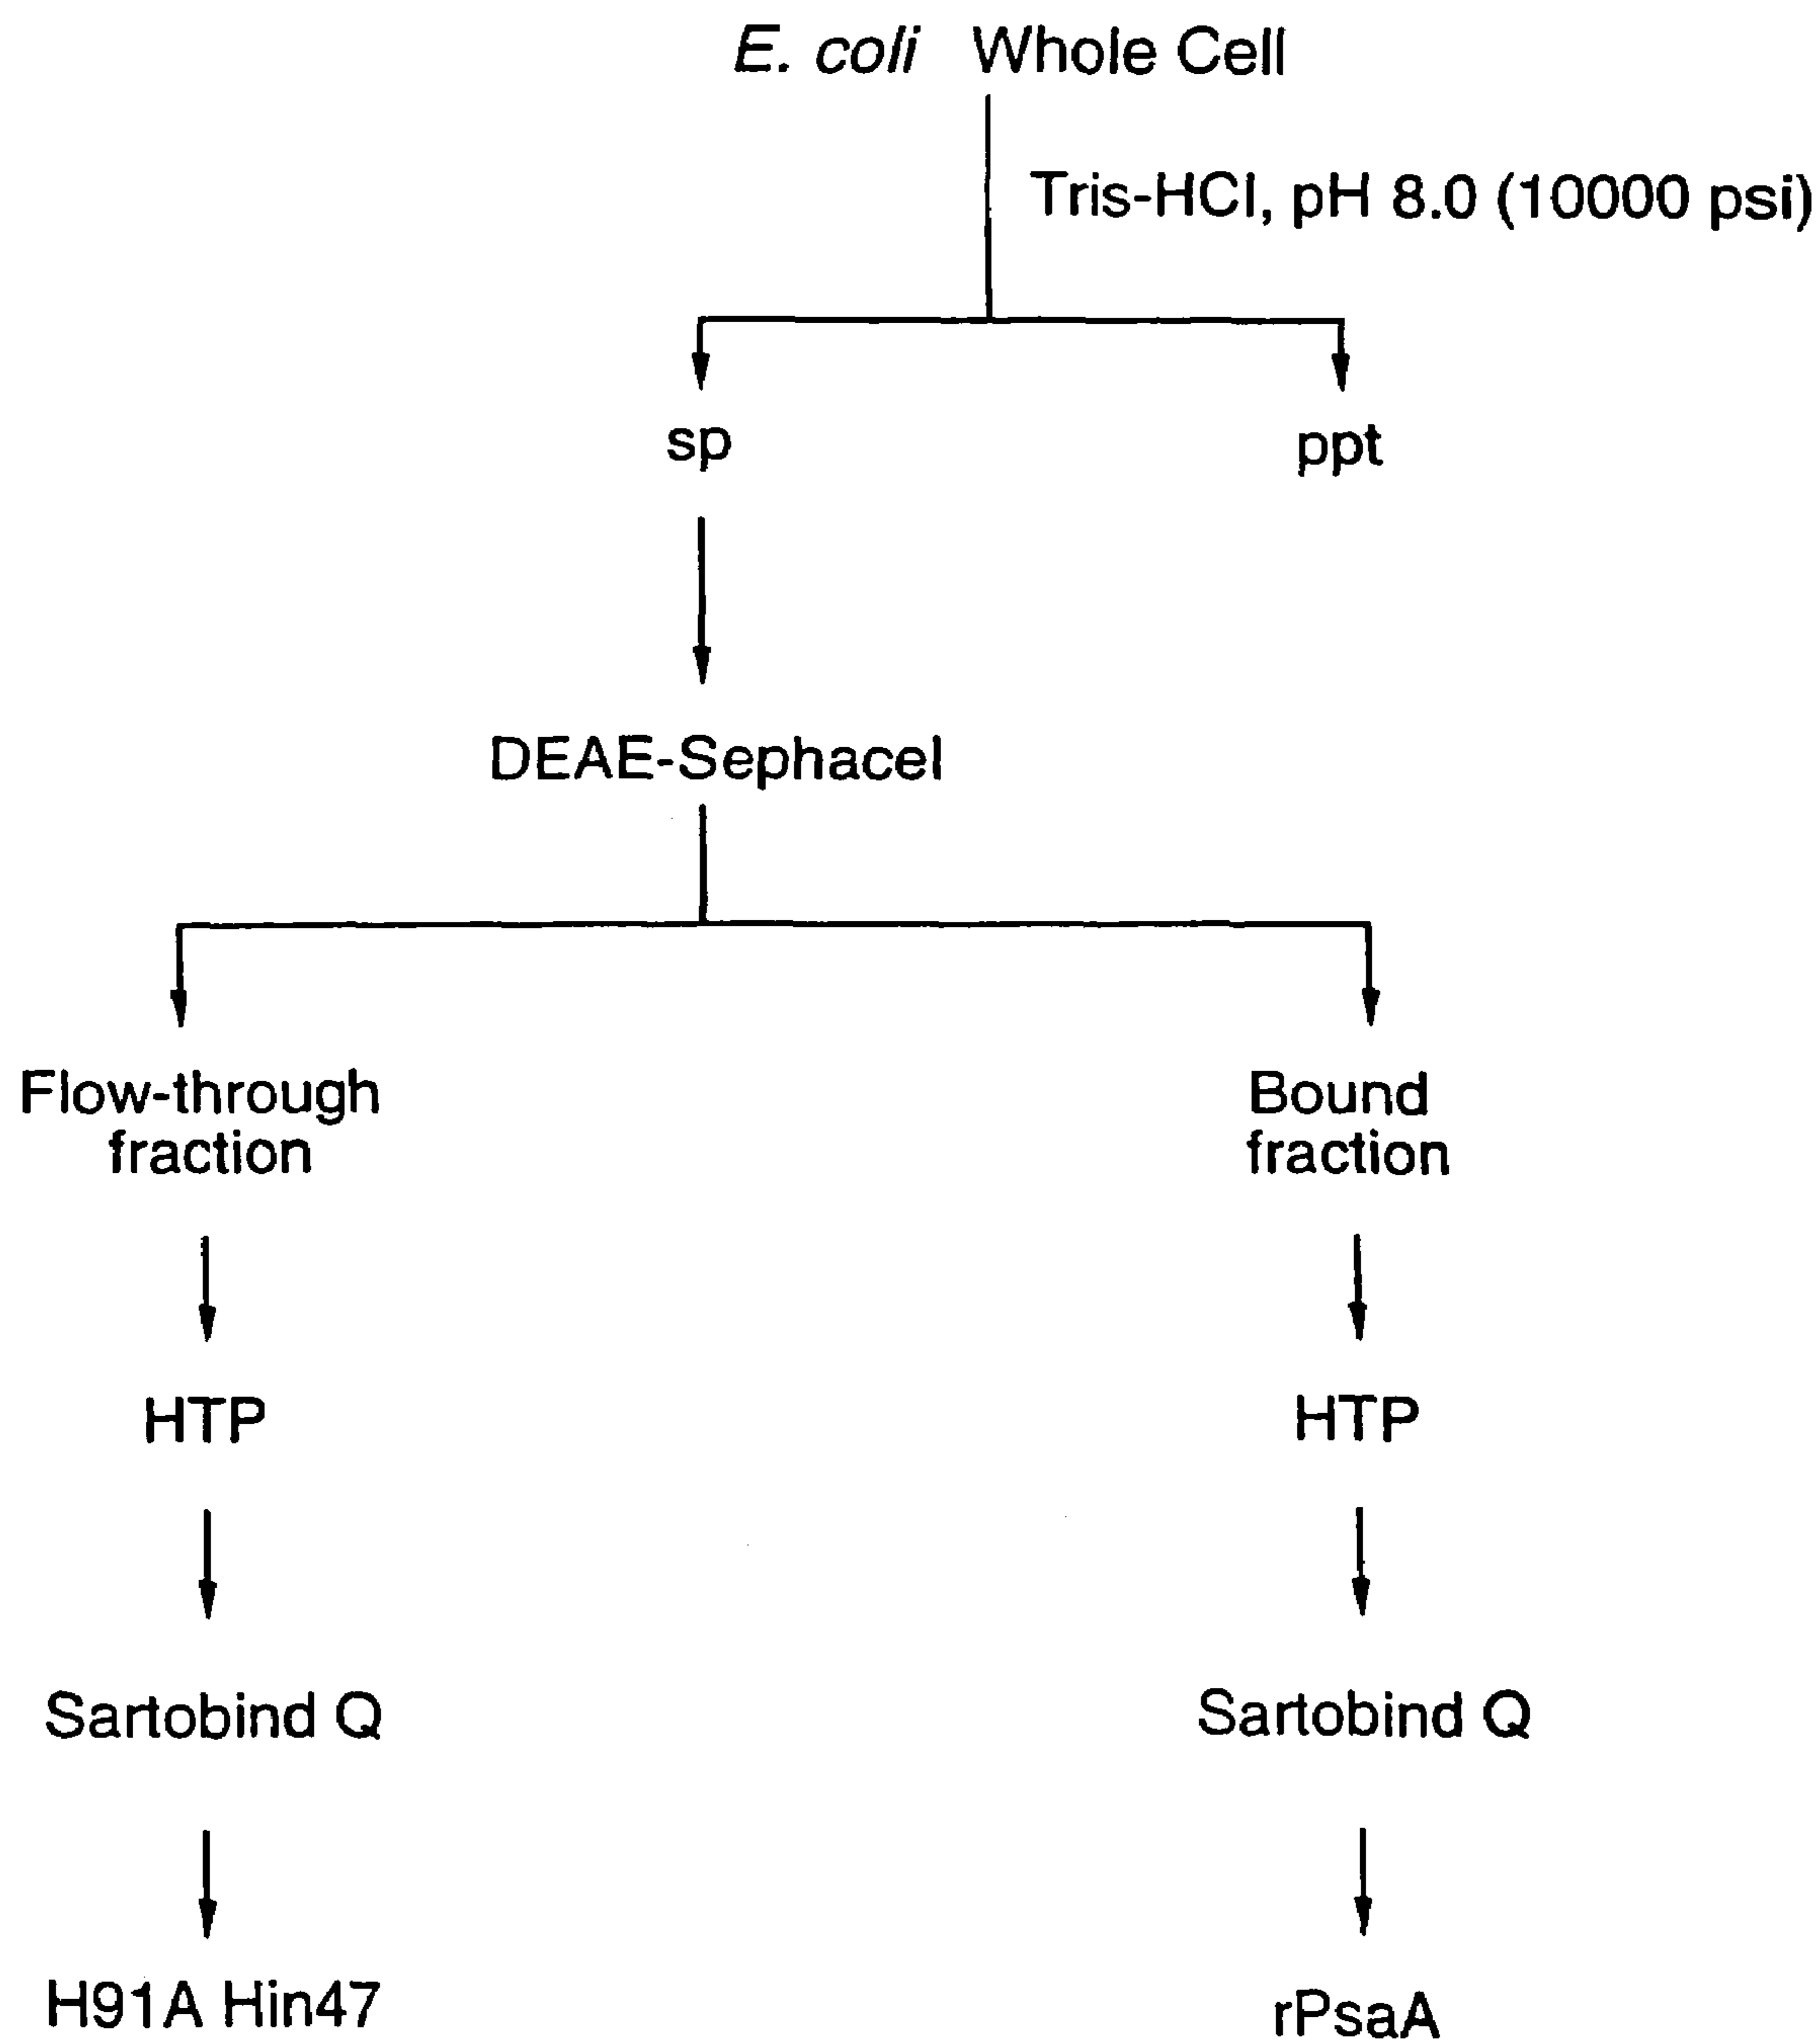 E. coli Whole Cell
Tris-HCl, pH 8.0 (10000 psi)
sp
ppt
DEAE-Sephacel
Flow-through
fraction
Bound
fraction
HTP
HTP
Sartobind Q
Sartobind Q
H91A Hin47
rPsaA